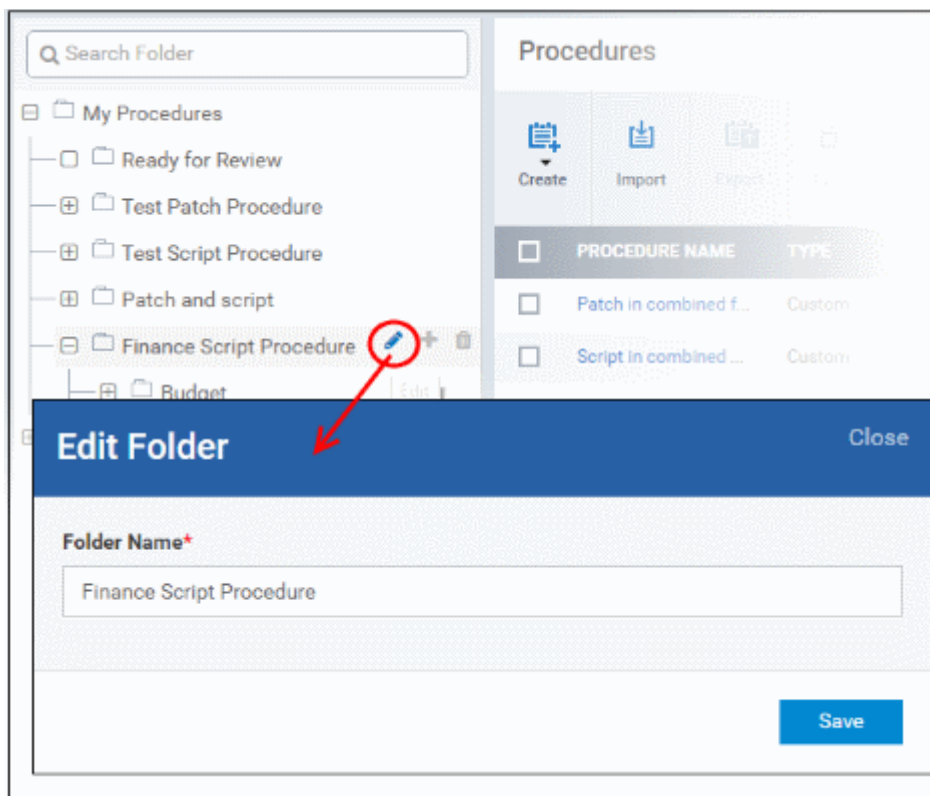 Search Folder
My Procedures
Ready for Review
Test Patch Procedure
Test Script Procedure
Patch and script
Finance Script Procedure
Budget
Edit
Procedures
Create
Import
Export
PROCEDURE NAME TYPE
Patch in combined f... Custom
Script in combined ... Custom
Edit Folder
Close
Folder Name*
Finance Script Procedure
Save